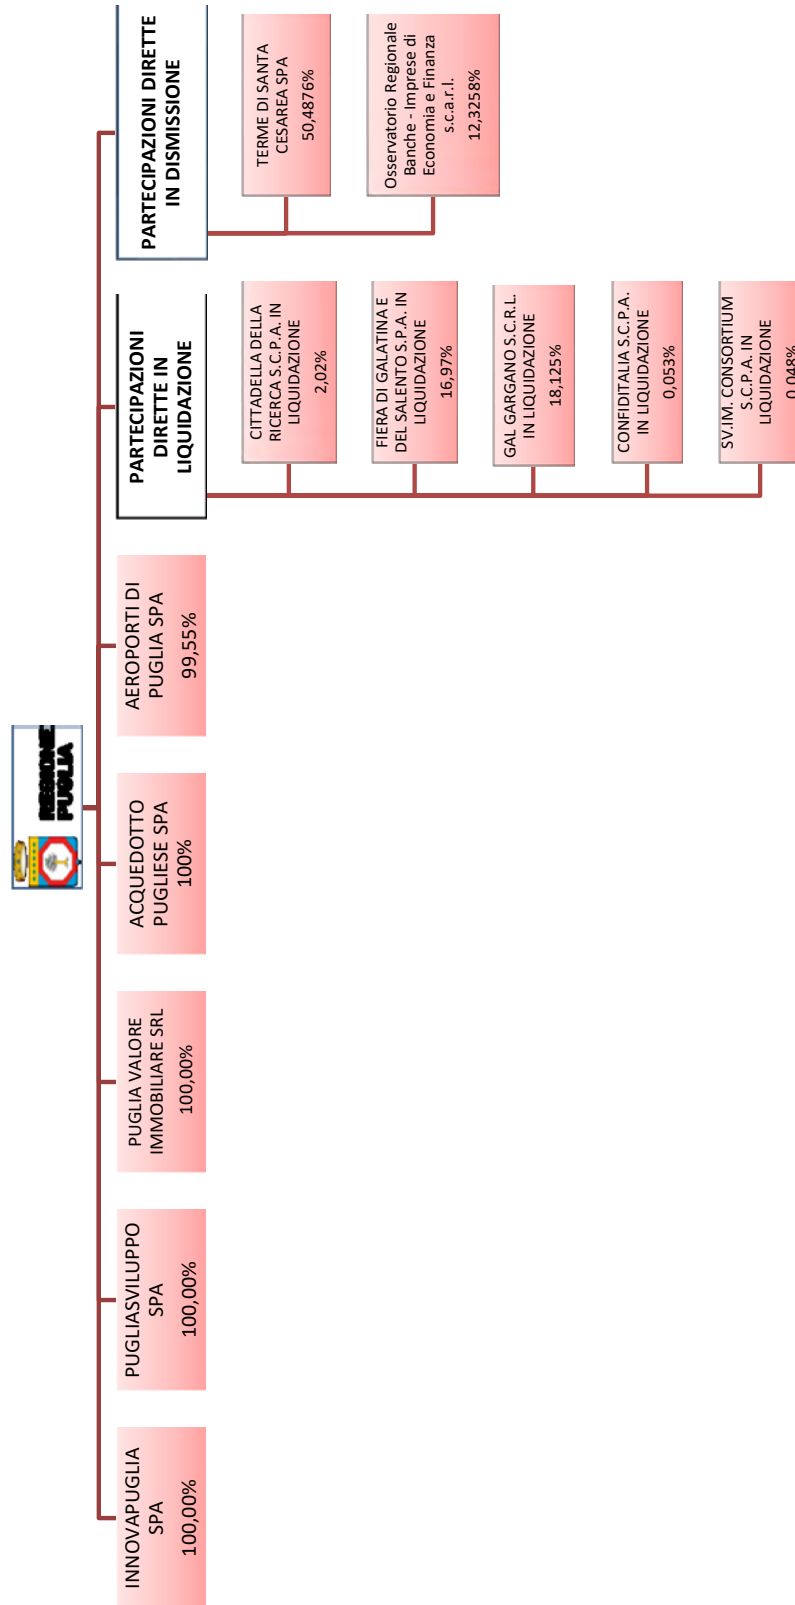 REGIONE
PUGLIA
INNOVAPUGLIA
SPA
100,00%
PUGLIASVILUPPO
SPA
100,00%
PUGLIA VALORE
IMMOBILIARE SRL
100,00%
ACQUEDOTTO
PUGLIESE SPA
100%
AEROPORTI DI
PUGLIA SPA
99,55%
PARTECIPAZIONI
DIRETTE IN
LIQUIDAZIONE
CITTADELLA DELLA
RICERCA S.C.P.A. IN
LIQUIDAZIONE
2,02%
FIERA DI GALATINA E
DEL SALENTO S.P.A. IN
LIQUIDAZIONE
16,97%
GAL GARGANO S.C.R.L.
IN LIQUIDAZIONE
18,125%
CONFIDITALIA S.C.P.A.
IN LIQUIDAZIONE
0,053%
SV.IM. CONSORTIUM
S.C.P.A. IN
LIQUIDAZIONE
0,048%
PARTECIPAZIONI DIRETTE
IN DISMISSIONE
TERME DI SANTA
CESAREA SPA
50,4876%
Osservatorio Regionale
Banche - Imprese di
Economia e Finanza
s.c.a.r.l.
12,3258%